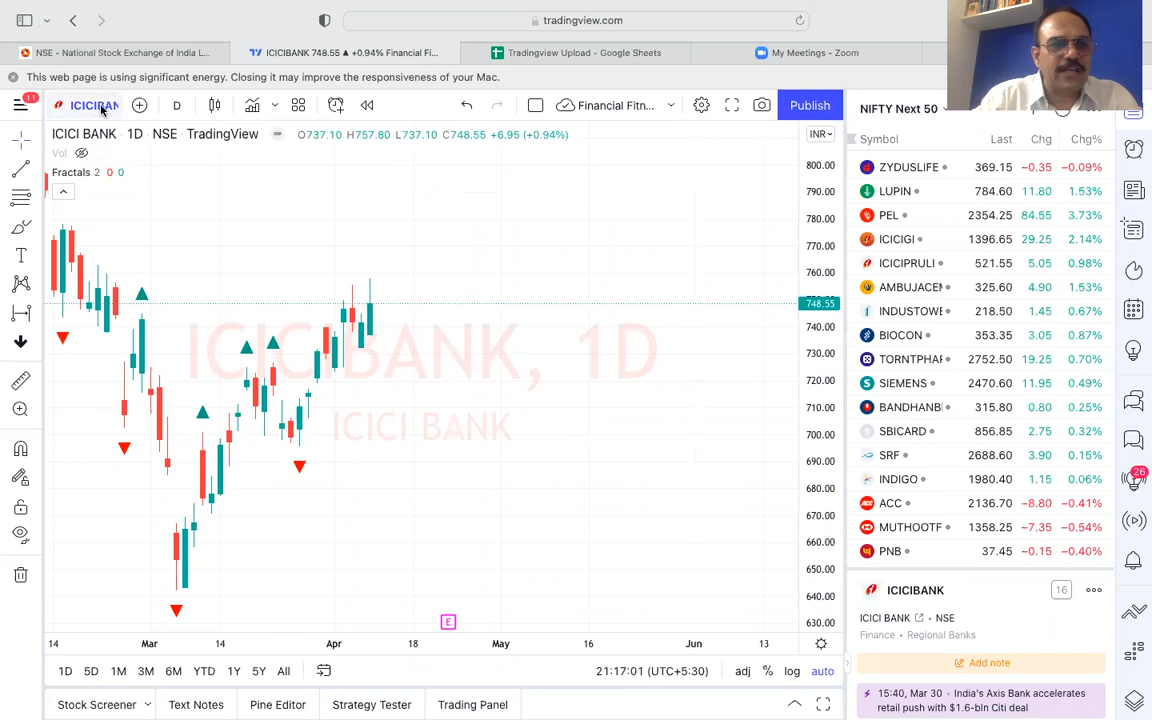 tradingview.com
NSE - National Stock Exchange of India L...
ICICIBANK 748.55 ▲ +0.94% Financial Fi...
Tradingview Upload - Google Sheets
My Meetings - Zoom
This web page is using significant energy. Closing it may improve the responsiveness of your Mac.
11
ICICIBAN
D
Financial Fitn...
Publish
NIFTY Next 50
ICICI BANK · 1D · NSE · TradingView
O737.10 H757.80 L737.10 C748.55 +6.95 (+0.94%)
INR
Vol
Fractals 2 0 0
Symbol Last Chg Chg%
ZYDUSLIFE 369.15 −0.35 −0.09%
LUPIN 784.60 11.80 1.53%
PEL 2354.25 84.55 3.73%
ICICIGI 1396.65 29.25 2.14%
ICICIPRULI 521.55 5.05 0.98%
AMBUJACEM 325.60 4.90 1.53%
INDUSTOWE 218.50 1.45 0.67%
BIOCON 353.35 3.05 0.87%
TORNTPHAR 2752.50 19.25 0.70%
SIEMENS 2470.60 11.95 0.49%
BANDHANB 315.80 0.80 0.25%
SBICARD 856.85 2.75 0.32%
SRF 2688.60 3.90 0.15%
INDIGO 1980.40 1.15 0.06%
ACC 2136.70 −8.80 −0.41%
MUTHOOTF 1358.25 −7.35 −0.54%
PNB 37.45 −0.15 −0.40%
26
800.00
790.00
780.00
770.00
760.00
748.55
740.00
730.00
720.00
710.00
700.00
690.00
680.00
670.00
660.00
650.00
640.00
630.00
ICICIBANK, 1D
ICICI BANK
E
14 Mar 14 Apr 18 May 16 Jun 13
1D 5D 1M 3M 6M YTD 1Y 5Y All
21:17:01 (UTC+5:30)
adj % log auto
Stock Screener
Text Notes
Pine Editor
Strategy Tester
Trading Panel
ICICIBANK
16
ICICI BANK · NSE
Finance · Regional Banks
Add note
15:40, Mar 30 · India's Axis Bank accelerates
retail push with $1.6-bln Citi deal